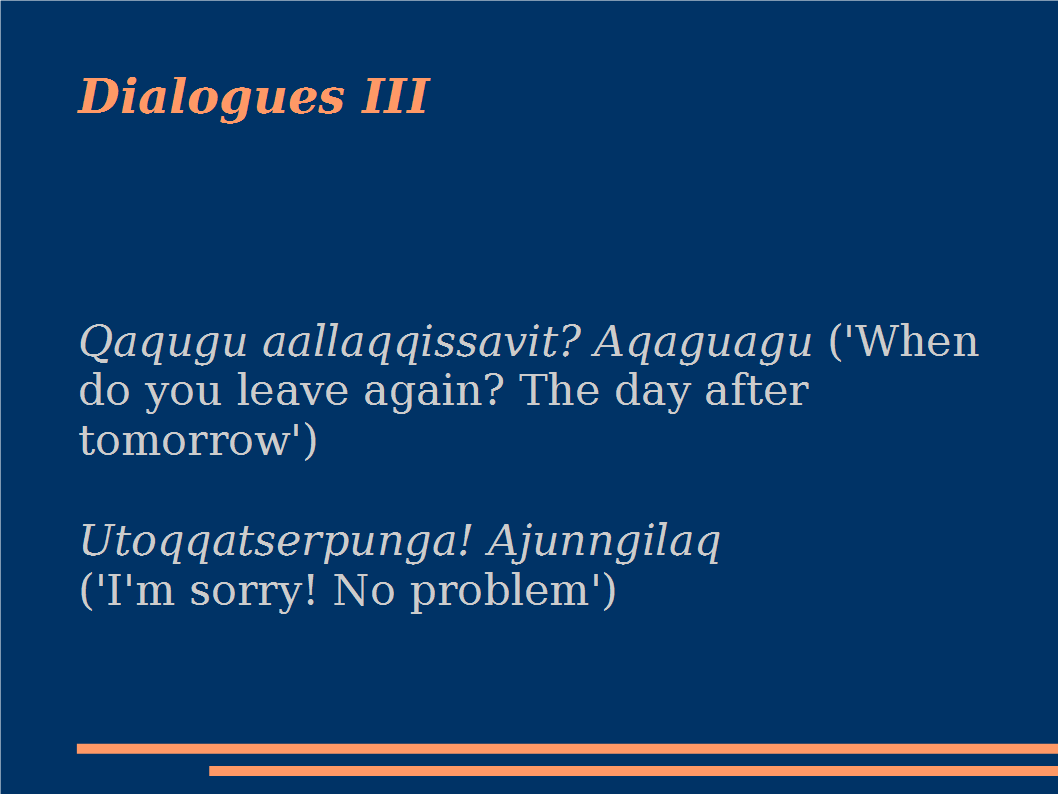 Dialogues III
Qaqugu aallaqqissavit? Aqaguagu ('When
do you leave again? The day after
tomorrow')
Utoqqatserpunga! Ajunngilaq
('I'm sorry! No problem')